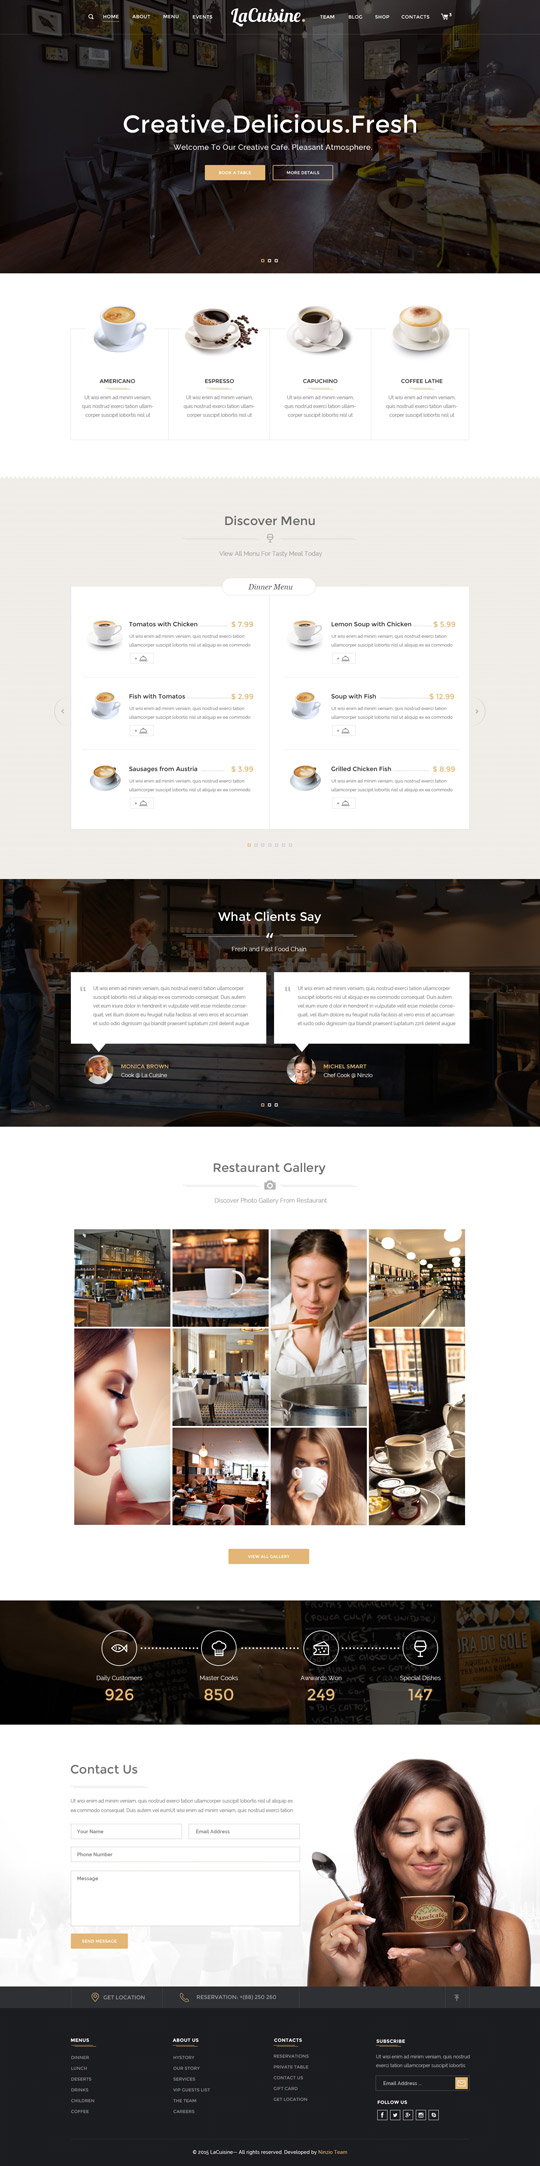 HOME ABOUT MENU EVENTS LaCuisine. TEAM BLOG SHOP CONTACTS
Creative.Delicious.Fresh
Welcome To Our Creative Cafe. Pleasant Atmosphere.
BOOK A TABLE MORE DETAILS
AMERICANO
Ut wisi enim ad minim veniam,
quis nostrud exerci tation ullam-
corper suscipit lobortis nisl ut
ESPRESSO
Ut wisi enim ad minim veniam,
quis nostrud exerci tation ullam-
corper suscipit lobortis nisl ut
CAPUCHINO
Ut wisi enim ad minim veniam,
quis nostrud exerci tation ullam-
corper suscipit lobortis nisl ut
COFFEE LATHE
Ut wisi enim ad minim veniam,
quis nostrud exerci tation ullam-
corper suscipit lobortis nisl ut
Discover Menu
View All Menu For Tasty Meal Today
Dinner Menu
Tomatos with Chicken $ 7.99
Ut wisi enim ad minim veniam, quis nostrud exerci tation
ullamcorper suscipit lobortis nisl ut aliquip ex ea commodo
Lemon Soup with Chicken $ 5.99
Ut wisi enim ad minim veniam, quis nostrud exerci tation
ullamcorper suscipit lobortis nisl ut aliquip ex ea commodo
Fish with Tomatos $ 2.99
Ut wisi enim ad minim veniam, quis nostrud exerci tation
ullamcorper suscipit lobortis nisl ut aliquip ex ea commodo
Soup with Fish $ 12.99
Ut wisi enim ad minim veniam, quis nostrud exerci tation
ullamcorper suscipit lobortis nisl ut aliquip ex ea commodo
Sausages from Austria $ 3.99
Ut wisi enim ad minim veniam, quis nostrud exerci tation
ullamcorper suscipit lobortis nisl ut aliquip ex ea commodo
Grilled Chicken Fish $ 8.99
Ut wisi enim ad minim veniam, quis nostrud exerci tation
ullamcorper suscipit lobortis nisl ut aliquip ex ea commodo
What Clients Say
Fresh and Fast Food Chain
Ut wisi enim ad minim veniam, quis nostrud exerci tation ullamcorper
suscipit lobortis nisl ut aliquip ex ea commodo consequat. Duis autem
vel eum iriure dolor in hendrerit in vulputate velit esse molestie conse-
quat, vel illum dolore eu feugiat nulla facilisis at vero eros et accumsan
et iusto odio dignissim qui blandit praesent luptatum zzril delenit augue
MONICA BROWN
Cook @ La Cuisine
Ut wisi enim ad minim veniam, quis nostrud exerci tation ullamcorper
suscipit lobortis nisl ut aliquip ex ea commodo consequat. Duis autem
vel eum iriure dolor in hendrerit in vulputate velit esse molestie conse-
quat, vel illum dolore eu feugiat nulla facilisis at vero eros et accumsan
et iusto odio dignissim qui blandit praesent luptatum zzril delenit augue
MICHEL SMART
Chef Cook @ Ninzio
Restaurant Gallery
Discover Photo Gallery From Restaurant
VIEW ALL GALLERY
Daily Customers
926
Master Cooks
850
Awwards Won
249
Special Dishes
147
Contact Us
Ut wisi enim ad minim veniam, quis nostrud exerci tation ullamcorper suscipit lobortis nisl ut aliquip ex
ea commodo consequat. Duis autem vel eumUt wisi enim ad minim veniam, quis nostrud exerci tation
Your Name Email Address
Phone Number
Message
SEND MESSAGE
GET LOCATION RESERVATION: +(88) 250 260
MENUS
DINNER
LUNCH
DESERTS
DRINKS
CHILDREN
COFFEE
ABOUT US
HYSTORY
OUR STORY
SERVICES
VIP GUESTS LIST
THE TEAM
CAREERS
CONTACTS
RESERVATIONS
PRIVATE TABLE
CONTACT US
GIFT CARD
GET LOCATION
SUBSCRIBE
Ut wisi enim ad minim veniam, quis nostrud
exerci tation ullamcorper suscipit lobortis
Email Address ...
FOLLOW US
© 2015 LaCuisine— All rights reserved. Developed by Ninzio Team